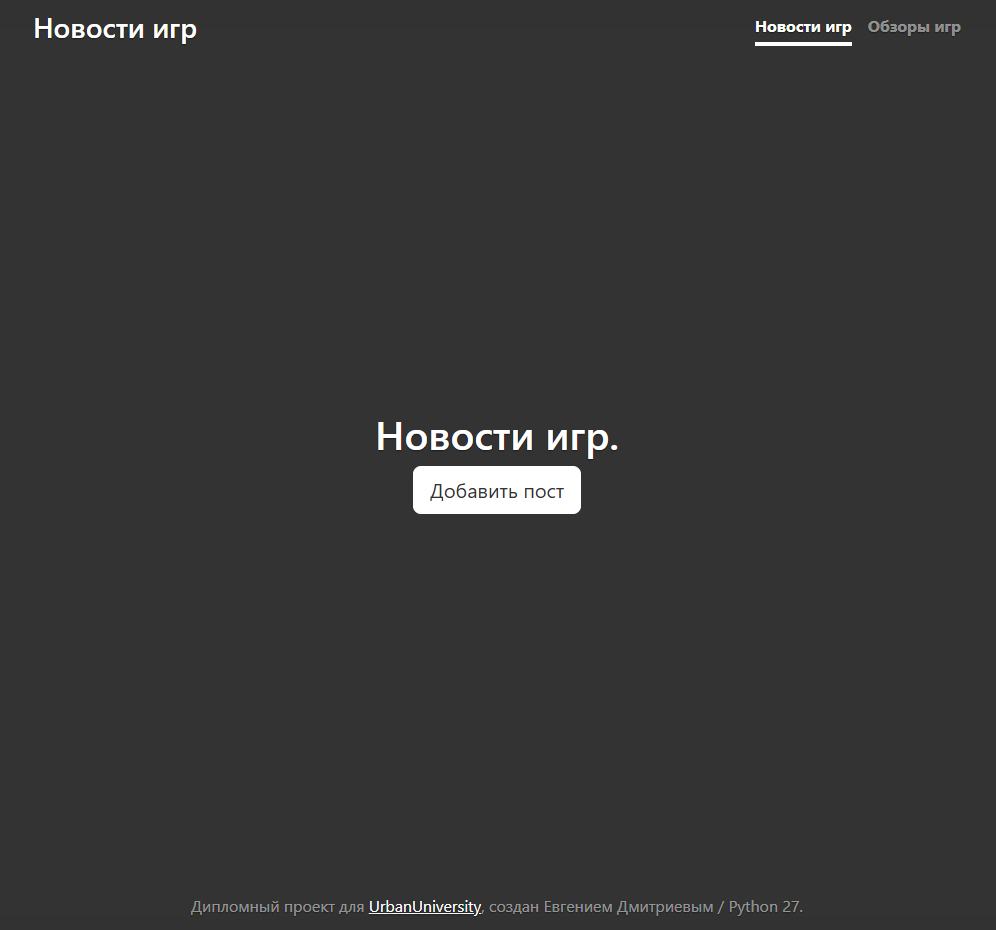 Новости игр
Новости игр Обзоры игр
Новости игр.
Добавить пост
Дипломный проект для UrbanUniversity, создан Евгением Дмитриевым / Python 27.